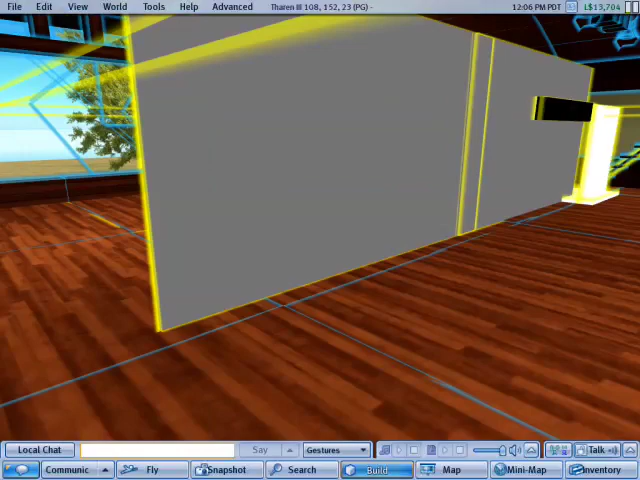 File Edit View World Tools Help Advanced Tharen III 108, 152, 23 (PG) - 12:06 PM PDT L$13,704
Local Chat Say Gestures Talk
Communic Fly Snapshot Search Build Map Mini-Map Inventory